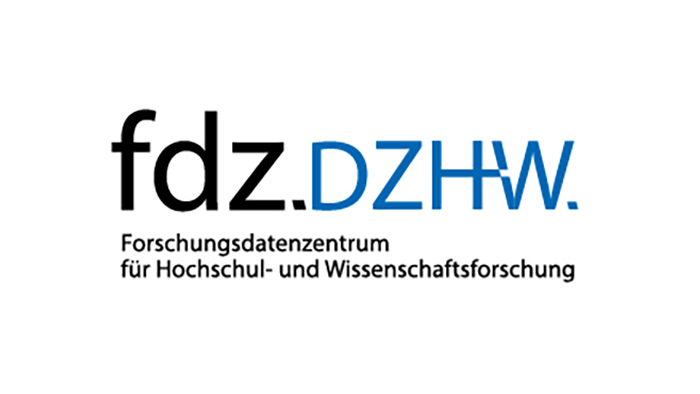 fdz.DZHW.
Forschungsdatenzentrum
für Hochschul- und Wissenschaftsforschung